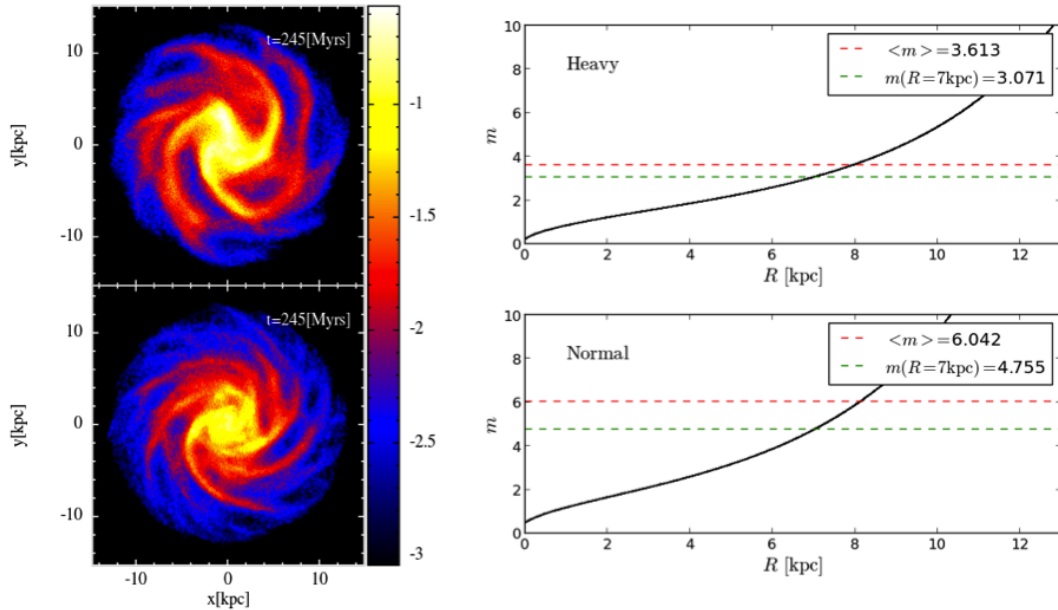 t=245[Myrs]
10
0
-10
y[kpc]
t=245[Myrs]
10
0
-10
y[kpc]
-10
0
10
x[kpc]
-1
-1.5
-2
-2.5
-3
Heavy
<m>=3.613
m(R=7kpc)=3.071
10
8
6
4
2
0
m
0 2 4 6 8 10 12
R [kpc]
Normal
<m>=6.042
m(R=7kpc)=4.755
10
8
6
4
2
0
m
0 2 4 6 8 10 12
R [kpc]